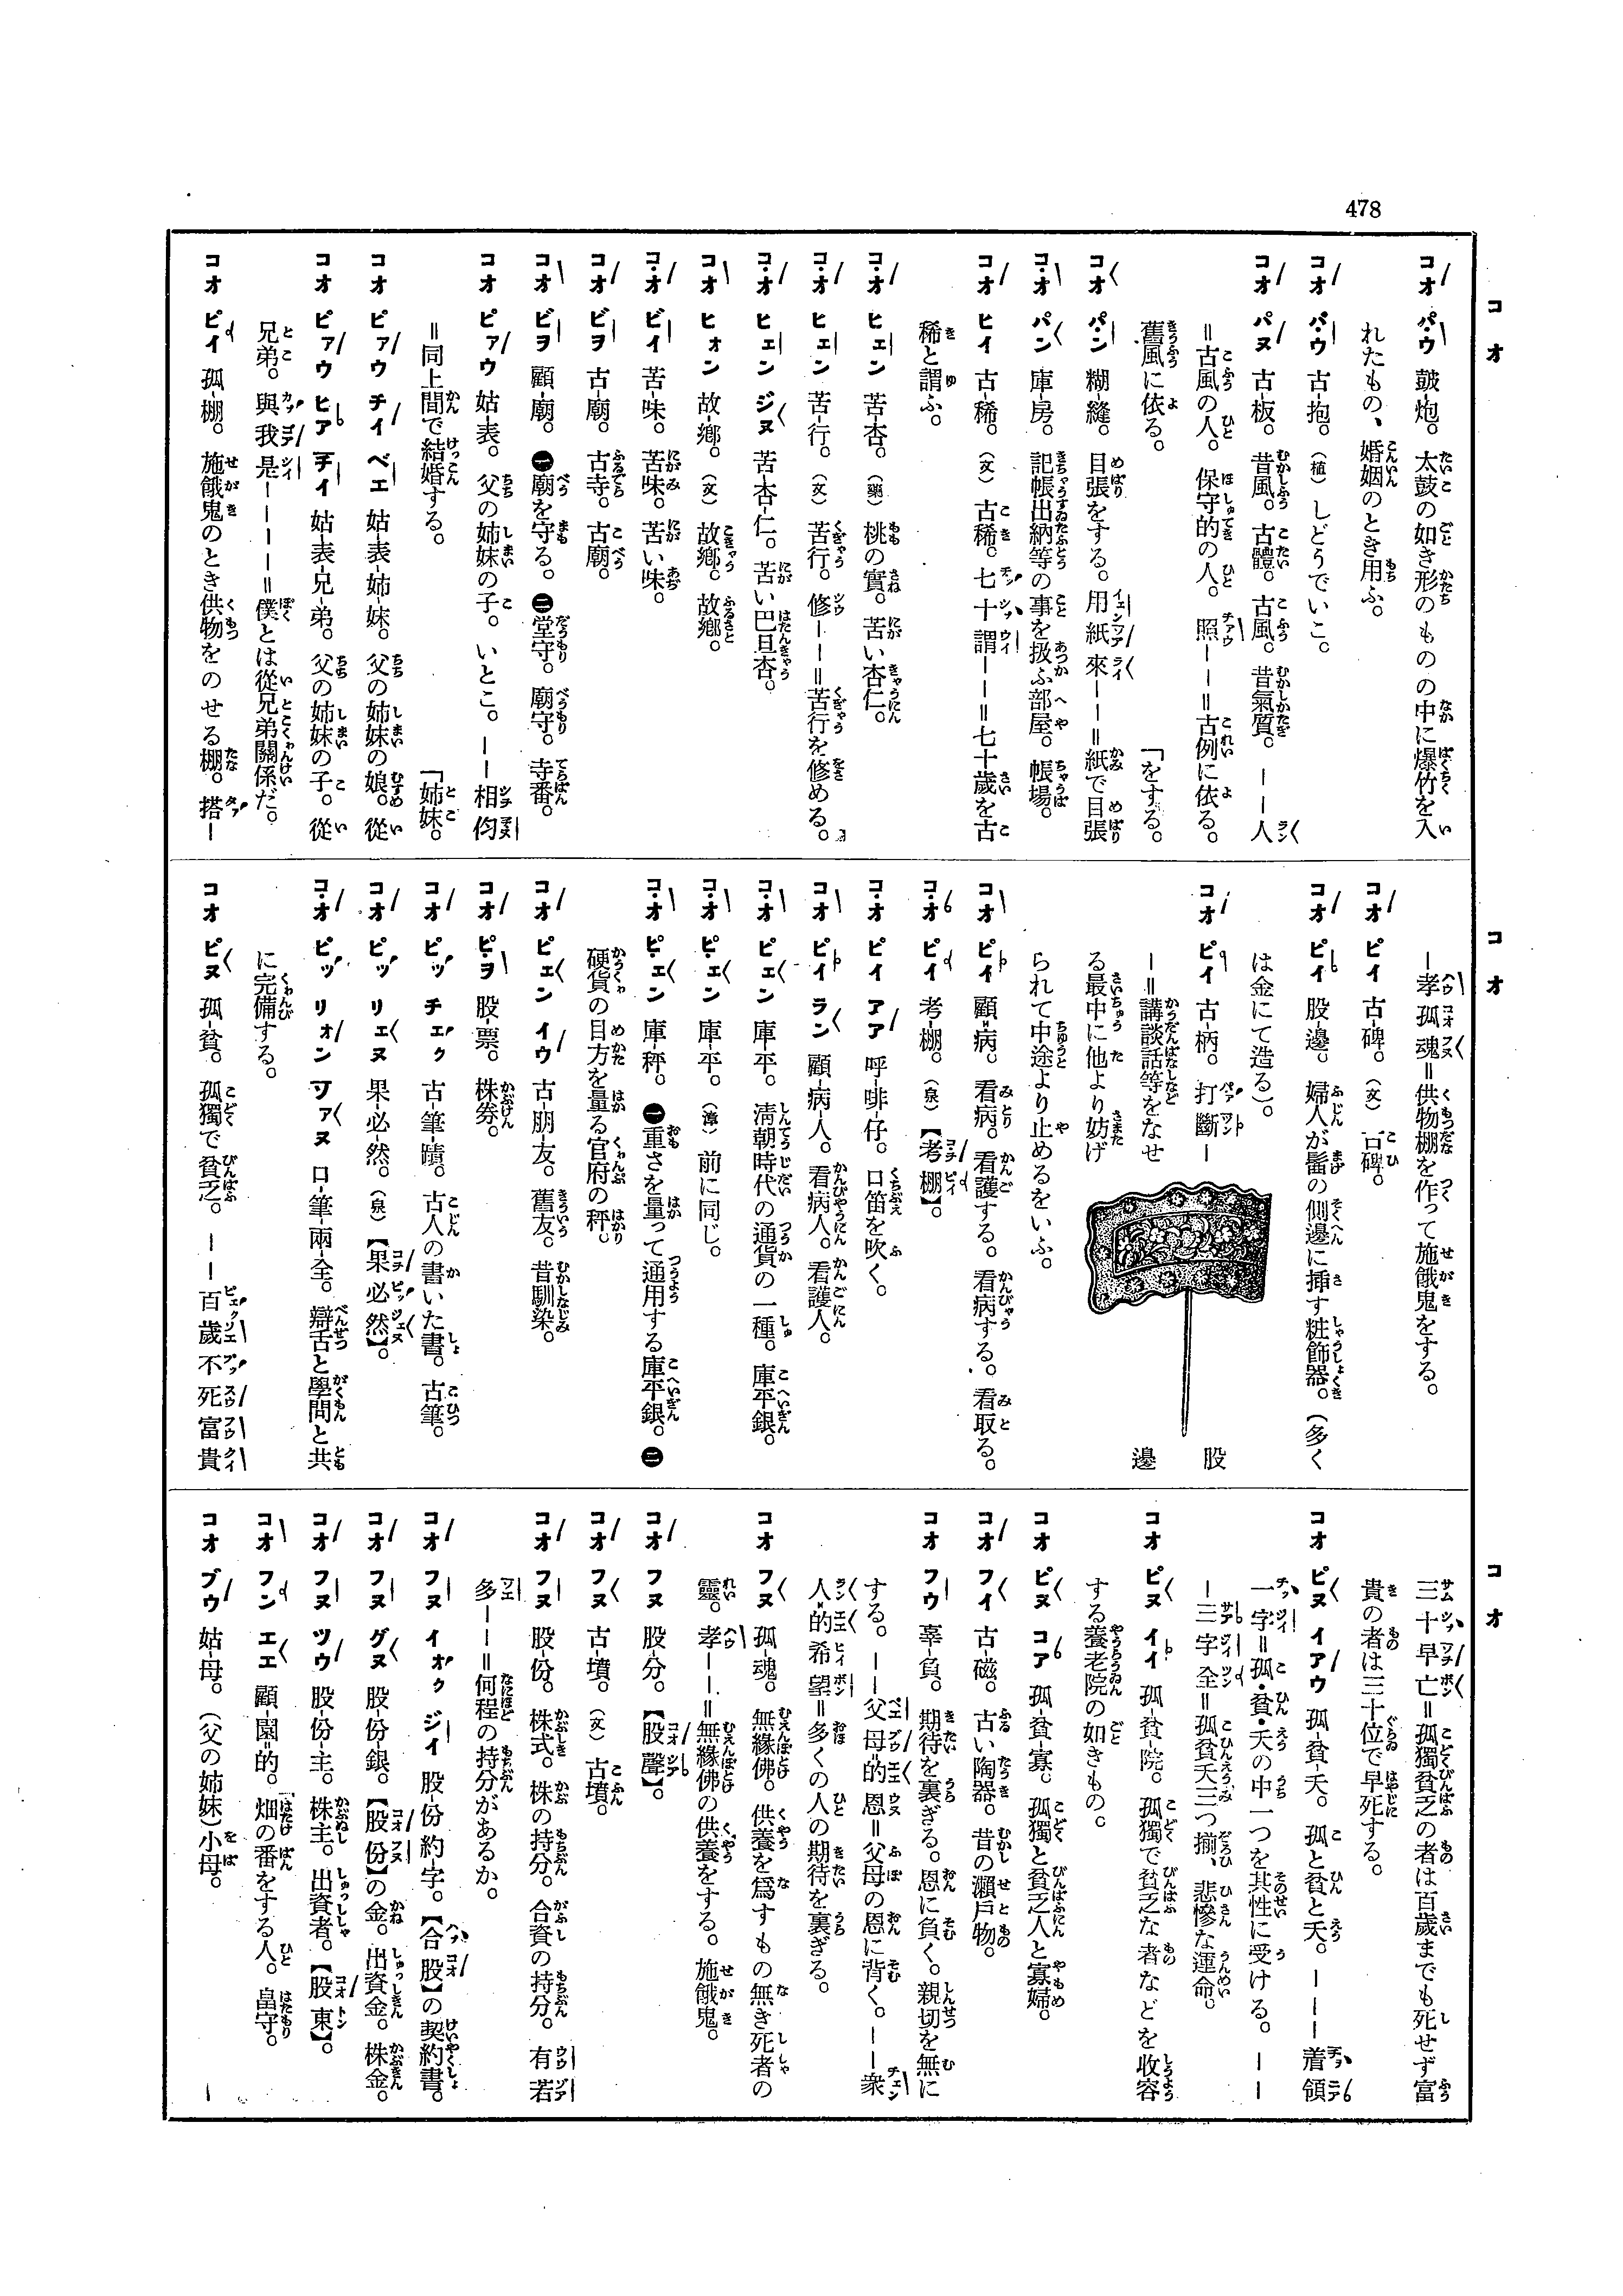 478
コオ
コオ パウ 鼓-炮。太鼓の如き形のものの中に爆竹を入
れたもの、婚姻のとき用ふ。
コオ パウ 古-抱。（植）しどうでいこ。
コオ パヌ 古-板。昔風。古體。古風。昔氣質。——人
＝古風の人。保守的の人。照——＝古例に依る。
舊風に依る。「をする。
コオ パン 糊-縫。目張をする。用紙來——＝紙で目張
コオ パン 庫-房。記帳出納等の事を扱ふ部屋。帳場。
コオ ヒイ 古-稀。（文）古稀。七十謂——＝七十歳を古
稀と謂ふ。
コオ ヒェン 苦-杏。（藥）桃の實。苦い杏仁。
コオ ヒェン 苦-行。（文）苦行。修——＝苦行を修める。
コオ ヒェン ジヌ 苦-杏-仁。苦い巴旦杏。
コオ ヒォン 故-鄕。（文）故鄕。故鄕。
コオ ビイ 苦-味。苦味。苦い味。
コオ ビヲ 古-廟。古寺。古廟。
コオ ビヲ 顧-廟。㊀廟を守る。㊁堂守。廟守。寺番。
コオ ピァウ 姑-表。父の姉妹の子。いとこ。——相
＝同上間で結婚する。「姉妹。
コオ ピァウ チイ ベエ 姑-表-姉-妹。父の姉妹の娘。從
コオ ピァウ ヒア チイ 姑-表-兄-弟。父の姉妹の子。從
兄弟。與我是————＝僕とは從兄弟關係だ。
コオ ピイ 孤-棚。施餓鬼のとき供物をのせる棚。搭—
コオ
—孝孤魂＝供物棚を作って施餓鬼をする。
コオ ピイ 古-碑。（文）古碑。
コオ ピイ 股-邊。婦人が髷の側邊に揷す粧飾器。（多く
は金にて造る）。
コオ ピイ 古-柄。打斷—
—＝講談話等をなせ
る最中に他より妨げ
られて中途より止めるをいふ。
股邊
コオ ピイ 顧-病。看病。看護する。看病する。看取る。
コオ ピイ 考-棚。（泉）【考棚】。
コオ ピイ アア 呼-啡-仔。口笛を吹く。
コオ ピイ ラン 顧-病-人。看病人。看護人。
コオ ピェン 庫-平。淸朝時代の通貨の一種。庫平銀。
コオ ピェン 庫-平。（漳）前に同じ。
コオ ピェン 庫-秤。㊀重さを量って通用する庫平銀。㊁
硬貨の目方を量る官府の秤。
コオ ピェン イウ 古-朋-友。舊友。昔馴染。
コオ ピヲ 股-票。株券。
コオ ピッ チェク 古-筆-蹟。古人の書いた書。古筆。
コオ ピッ リェヌ 果-必-然。（泉）【果必然】。
コオ ピッ リォン ツァヌ 口-筆-兩-全。辯舌と學問と共
に完備する。
コオ ピヌ 孤-貧。孤獨で貧乏。——百歲不死富貴
コオ
三十早亡＝孤獨貧乏の者は百歲までも死せず富
貴の者は三十位で早死する。
コオ ピヌ イアウ 孤-貧-夭。孤と貧と夭。———着領
一字＝孤・貧・夭の中一つを其性に受ける。——
—三字全＝孤貧夭三つ揃、悲慘な運命。
コオ ピヌ イイ 孤-貧-院。孤獨で貧乏な者などを收容
する養老院の如きもの。
コオ ピヌ コア 孤-貧-寡。孤獨と貧乏人と寡婦。
コオ フイ 古-磁。古い陶器。昔の瀨戶物。
コオ フウ 辜-負。期待を裏ぎる。恩に負く。親切を無に
する。——父母的恩＝父母の恩に背く。——衆
人的希望＝多くの人の期待を裏ぎる。
コオ フヌ 孤-魂。無緣佛。供養を爲すもの無き死者の
靈。孝——＝無緣佛の供養をする。施餓鬼。
コオ フヌ 股-分。【股聲】。
コオ フヌ 古-墳。（文）古墳。
コオ フヌ 股-份。株式。株の持分。合資の持分。有若
多——＝何程の持分があるか。
コオ フヌ イオク ジイ 股-份約-字。【合股】の契約書。
コオ フヌ グヌ 股-份-銀。【股份】の金。出資金。株金。
コオ フヌ ツウ 股-份-主。株主。出資者。【股東】。
コオ フン エエ 顧-園-的。畑の番をする人。畠守。
コオ ブウ 姑-母。（父の姉妹）小母。